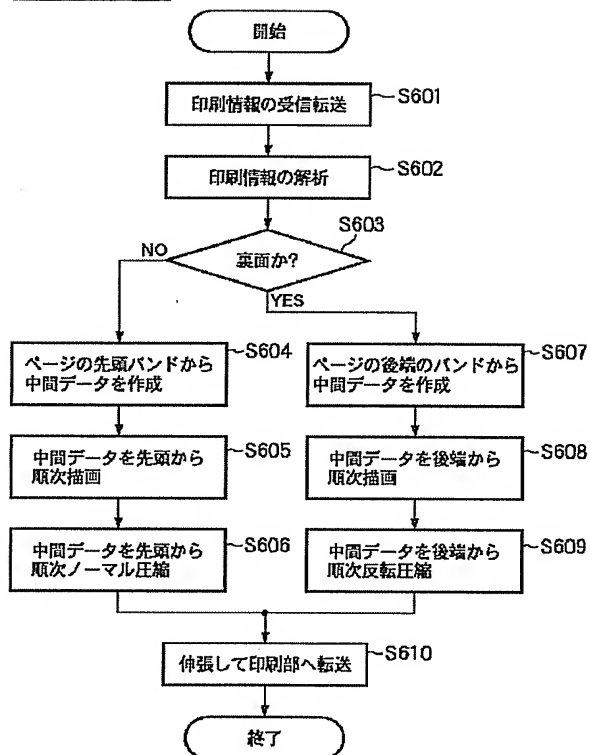 開始
印刷情報の受信転送
S601
印刷情報の解析
S602
S603
裏面か?
NO
YES
ページの先頭バンドから
中間データを作成
S604
ページの後端のバンドから
中間データを作成
S607
中間データを先頭から
順次描画
S605
中間データを後端から
順次描画
S608
中間データを先頭から
順次ノーマル圧縮
S606
中間データを後端から
順次反転圧縮
S609
伸張して印刷部へ転送
S610
終了